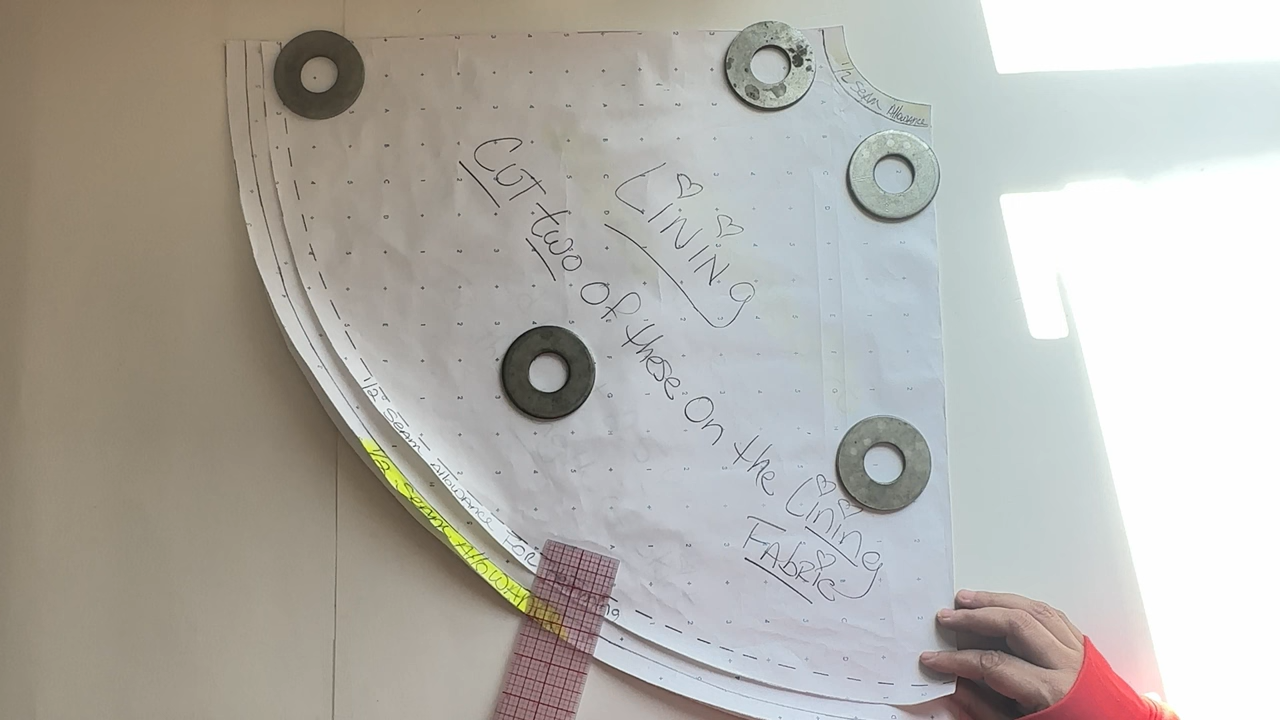 1/2 Seam Allowance
Lining
Cut two of these on the
Lining
Fabric
1/2" Seam Allowance For
1/2 Seam Allowance